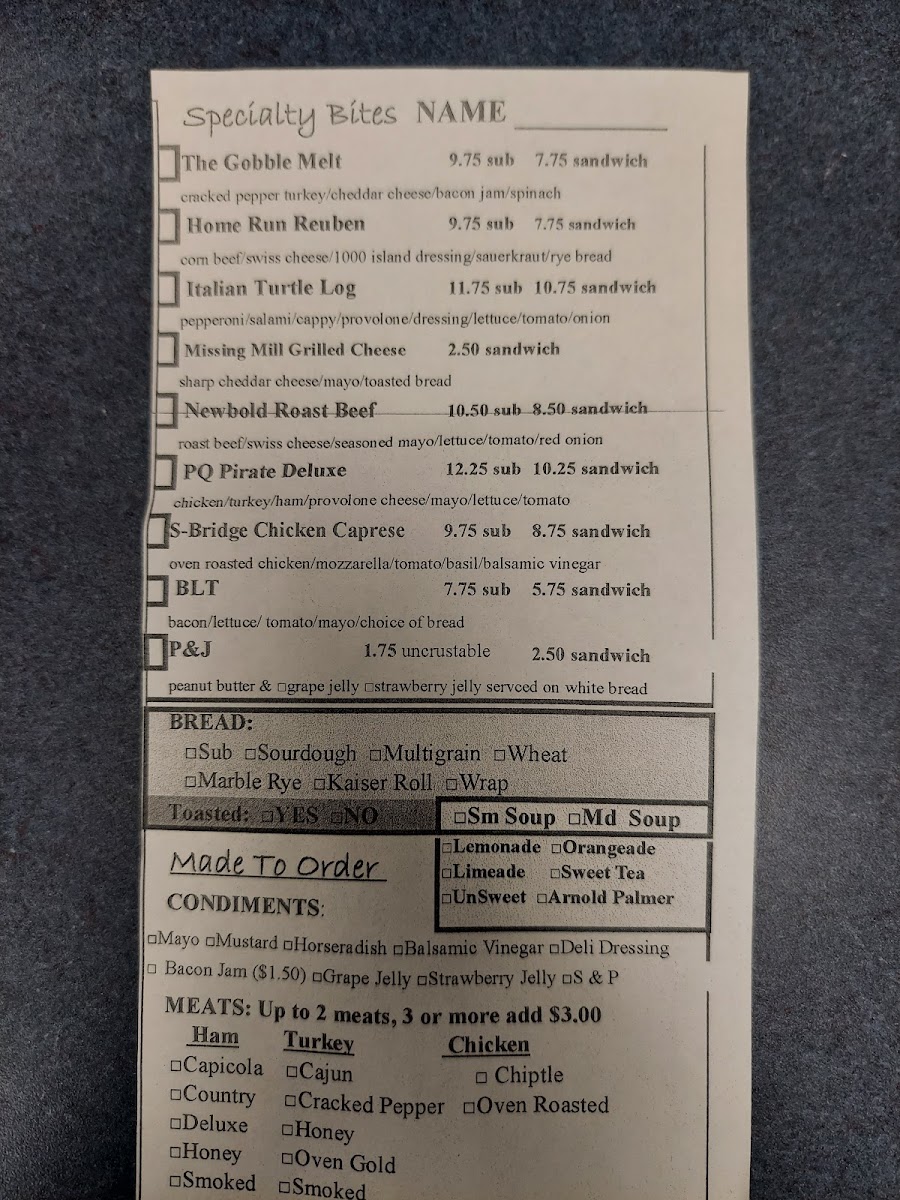 Specialty Bites NAME
The Gobble Melt 9.75 sub 7.75 sandwich
cracked pepper turkey/cheddar cheese/bacon jam/spinach
Home Run Reuben 9.75 sub 7.75 sandwich
corn beef/swiss cheese/1000 island dressing/sauerkraut/rye bread
Italian Turtle Log 11.75 sub 10.75 sandwich
pepperoni/salami/cappy/provolone/dressing/lettuce/tomato/onion
Missing Mill Grilled Cheese 2.50 sandwich
sharp cheddar cheese/mayo/toasted bread
Newbold Roast Beef 10.50 sub 8.50 sandwich
roast beef/swiss cheese/seasoned mayo/lettuce/tomato/red onion
PQ Pirate Deluxe 12.25 sub 10.25 sandwich
chicken/turkey/ham/provolone cheese/mayo/lettuce/tomato
S-Bridge Chicken Caprese 9.75 sub 8.75 sandwich
oven roasted chicken/mozzarella/tomato/basil/balsamic vinegar
BLT 7.75 sub 5.75 sandwich
bacon/lettuce/ tomato/mayo/choice of bread
P&J 1.75 uncrustable 2.50 sandwich
peanut butter & □grape jelly □strawberry jelly servced on white bread
BREAD:
□Sub □Sourdough □Multigrain □Wheat
□Marble Rye □Kaiser Roll □Wrap
Toasted: □YES □NO □Sm Soup □Md Soup
□Lemonade □Orangeade
□Limeade □Sweet Tea
□UnSweet □Arnold Palmer
Made To Order
CONDIMENTS:
□Mayo □Mustard □Horseradish □Balsamic Vinegar □Deli Dressing
□ Bacon Jam ($1.50) □Grape Jelly □Strawberry Jelly □S & P
MEATS: Up to 2 meats, 3 or more add $3.00
Ham Turkey Chicken
□Capicola □Cajun □ Chiptle
□Country □Cracked Pepper □Oven Roasted
□Deluxe □Honey
□Honey □Oven Gold
□Smoked □Smoked